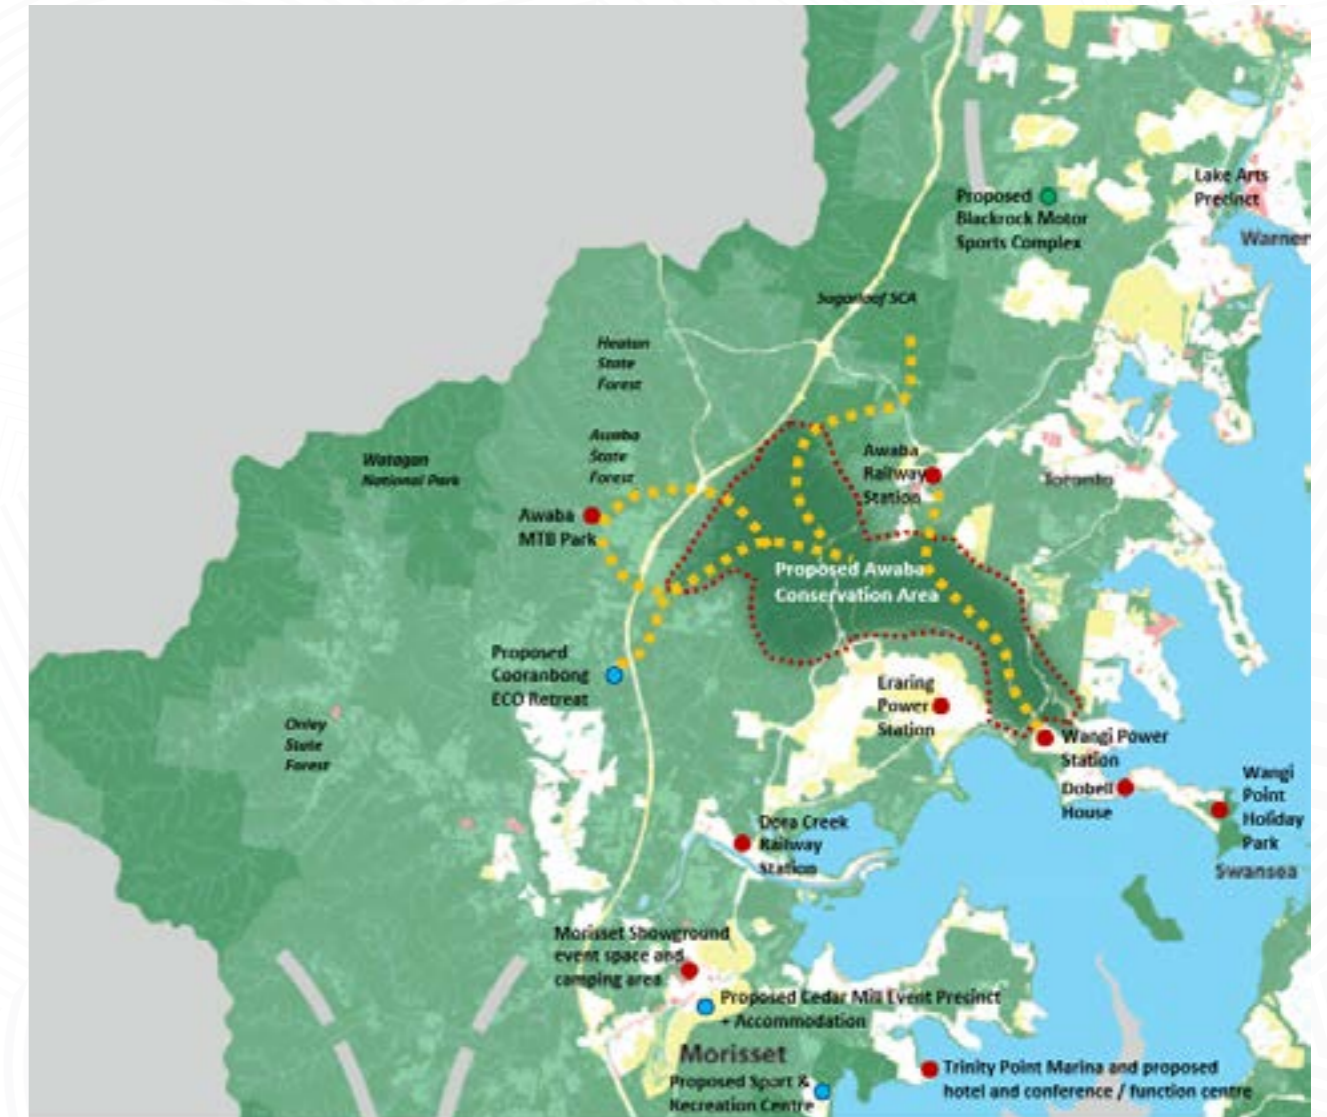 Lake Arts
Precinct
Proposed
Blackrock Motor
Sports Complex
Warner
Sugarloaf SCA
Heaton
State
Forest
Awaba
State
Forest
Watagan
National Park
Awaba
Railway
Station
Toronto
Awaba
MTB Park
Proposed Awaba
Conservation Area
Proposed
Cooranbong
ECO Retreat
Eraring
Power
Station
Onley
State
Forest
Wangi Power
Station
Dobell
House
Wangi
Point
Holiday
Park
Swansea
Dora Creek
Railway
Station
Morisset Showground
event space and
camping area
Proposed Cedar Mill Event Precinct
+ Accommodation
Morisset
Proposed Sport &
Recreation Centre
Trinity Point Marina and proposed
hotel and conference / function centre